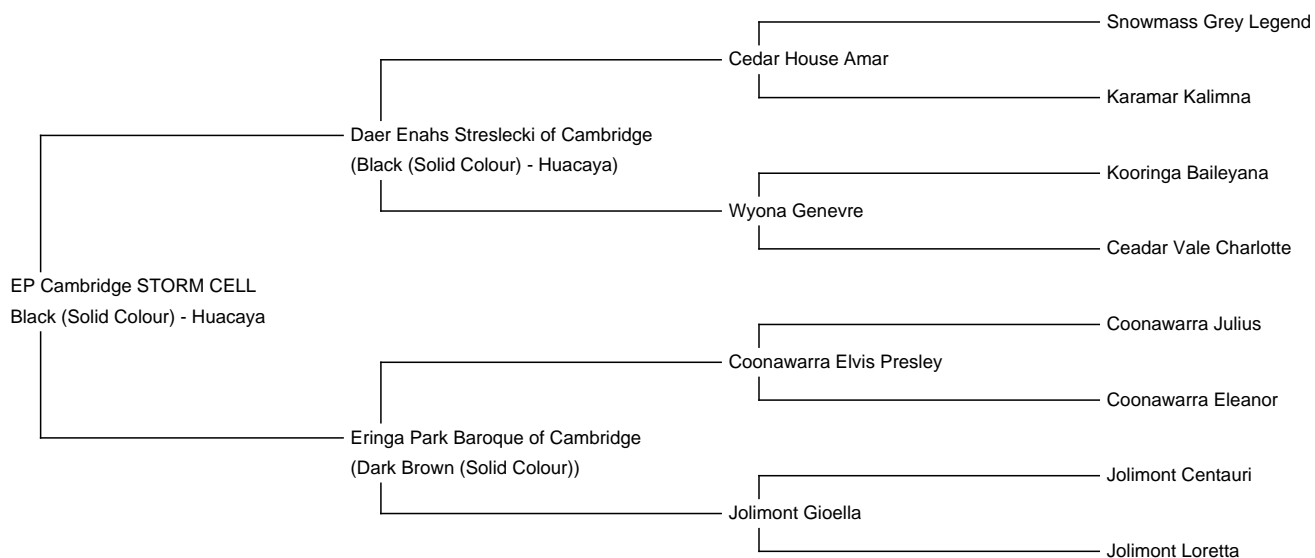 Snowmass Grey Legend
Cedar House Amar
Karamar Kalimna
Daer Enahs Streslecki of Cambridge
(Black (Solid Colour) - Huacaya)
Kooringa Baileyana
Wyona Genevre
Ceadar Vale Charlotte
EP Cambridge STORM CELL
Black (Solid Colour) - Huacaya
Coonawarra Julius
Coonawarra Elvis Presley
Coonawarra Eleanor
Eringa Park Baroque of Cambridge
(Dark Brown (Solid Colour))
Jolimont Centauri
Jolimont Gioella
Jolimont Loretta